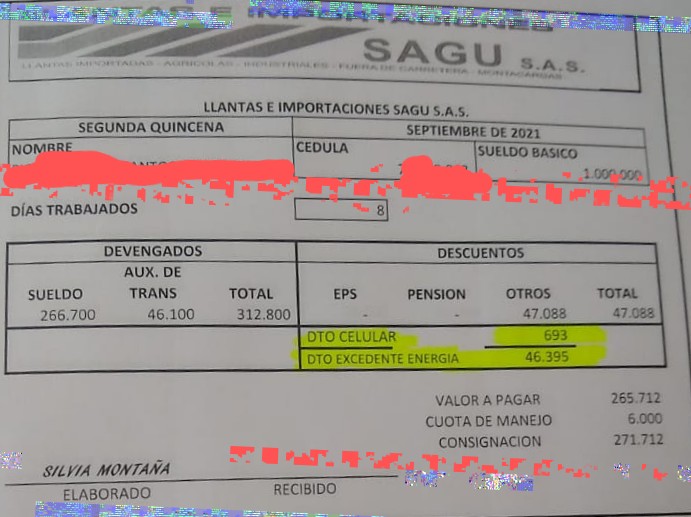 LLANTAS E IMPORTACIONES
SAGU S.A.S.
LLANTAS IMPORTADAS - AGRICOLAS - INDUSTRIALES - FUERA DE CARRETERA - MONTACARGAS
LLANTAS E IMPORTACIONES SAGU S.A.S.
SEGUNDA QUINCENA SEPTIEMBRE DE 2021
NOMBRE CEDULA SUELDO BASICO
1.000.000
DÍAS TRABAJADOS 8
DEVENGADOS DESCUENTOS
SUELDO AUX. DE TRANS TOTAL EPS PENSION OTROS TOTAL
266.700 46.100 312.800 - - 47.088 47.088
DTO CELULAR 693
DTO EXCEDENTE ENERGIA 46.395
VALOR A PAGAR 265.712
CUOTA DE MANEJO 6.000
CONSIGNACION 271.712
SILVIA MONTAÑA
ELABORADO RECIBIDO